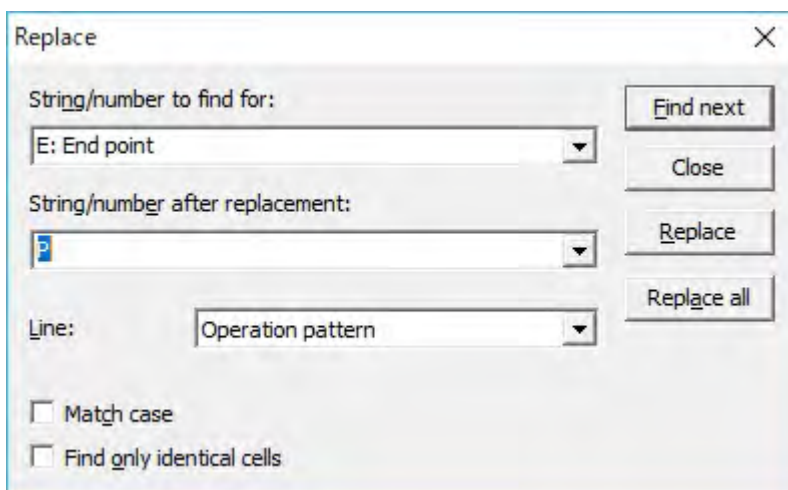 Replace
String/number to find for:
E: End point
String/number after replacement:
P
Line:
Operation pattern
Match case
Find only identical cells
Find next
Close
Replace
Replace all